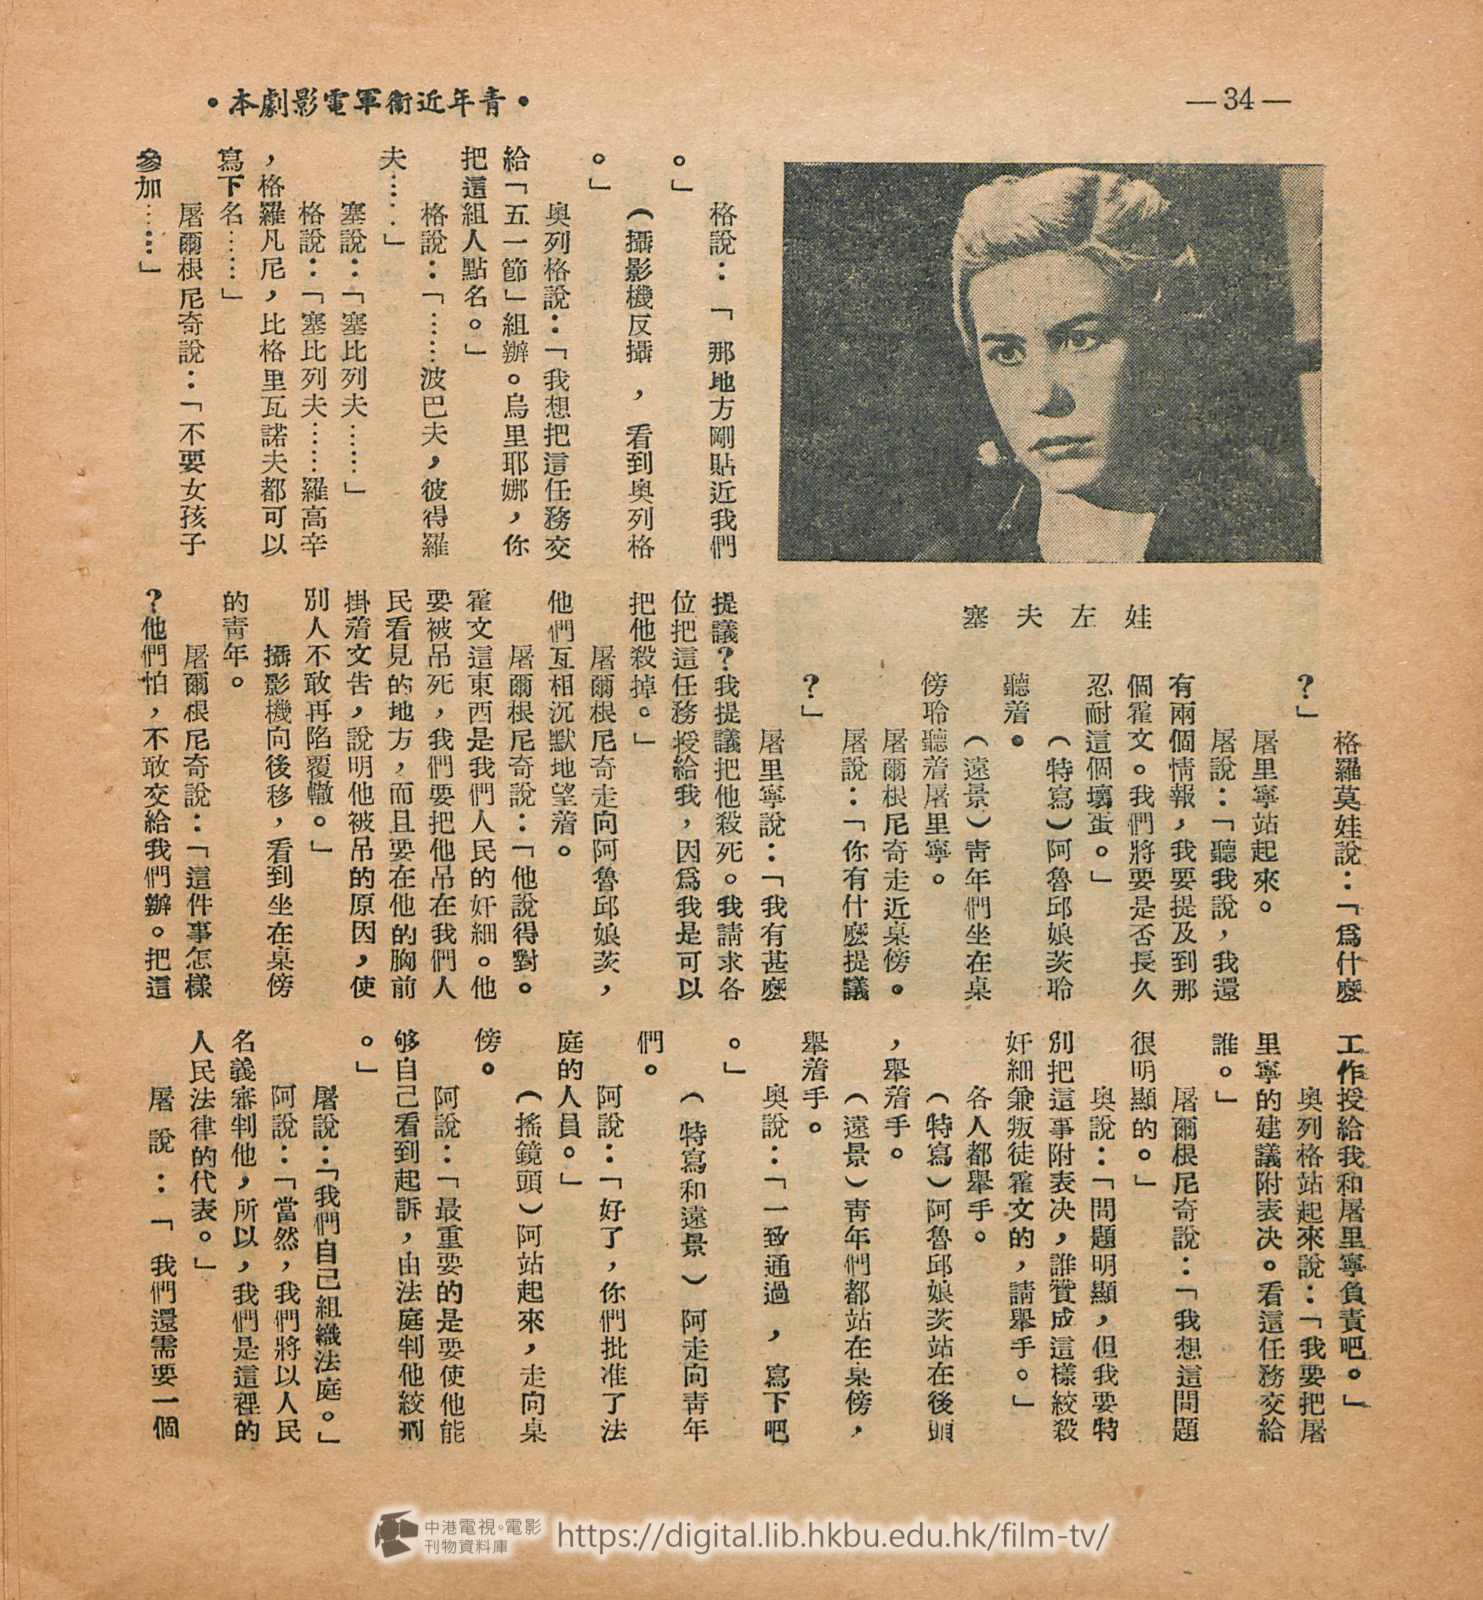 —34—
•青年近衛軍電影劇本•
格說：「那地方剛貼近我們
。」
（攝影機反攝，看到奥列格
。」
奥列格說：「我想把這任務交
給「五一節」組辦。烏里耶娜，你
把這組人點名。」
格說：「……波巴夫，彼得羅
夫……」
塞說：「塞比列夫……」
格說：「塞比列夫……羅高辛
，格羅凡尼，比格里瓦諾夫都可以
寫下名……」
屠爾根尼奇說：「不要女孩子
參加……」
娃左夫塞
格羅莫娃說：「爲什麼
？」
屠里寧站起來。
屠說：「聽我說，我還
有兩個情報，我要提及到那
個霍文。我們將要是否長久
忍耐這個壞蛋。」
（特寫）阿魯邱娘茨聆
聽着。
（遠景）靑年們坐在桌
傍聆聽着屠里寧。
屠爾根尼奇走近桌傍。
屠說：「你有什麼提議
？」
屠里寧說：「我有甚麼
提議？我提議把他殺死。我請求各
位把這任務授給我，因爲我是可以
把他殺掉。」
屠爾根尼奇走向阿魯邱娘茨，
他們互相沉默地望着。
屠爾根尼奇說：「他說得對。
霍文這東西是我們人民的奸細。他
要被吊死，我們要把他吊在我們人
民看見的地方，而且要在他的胸前
掛着文告，說明他被吊的原因，使
別人不敢再陷覆轍。」
攝影機向後移，看到坐在桌傍
的靑年。
屠爾根尼奇說：「這件事怎樣
？他們怕，不敢交給我們辦。把這
工作授給我和屠里寧負責吧。」
奥列格站起來說：「我要把屠
里寧的建議附表决。看這任務交給
誰。」
屠爾根尼奇說：「我想這問題
很明顯的。」
奥說：「問題明顯，但我要特
別把這事附表决，誰贊成這樣絞殺
奸細兼叛徒霍文的，請舉手。」
各人都舉手。
（特寫）阿魯邱娘茨站在後頭
，舉着手。
（遠景）靑年們都站在桌傍，
舉着手。
奥說：「一致通過，寫下吧
。」
（特寫和遠景）阿走向靑年
們。
阿說：「好了，你們批准了法
庭的人員。」
（搖鏡頭）阿站起來，走向桌
傍。
阿說：「最重要的是要使他能
够自己看到起訴，由法庭判他絞刑
。」
屠說：「我們自己組織法庭。」
阿說：「當然，我們將以人民
名義審判他，所以，我們是這裡的
人民法律的代表。」
屠說：「我們還需要一個
中港電視◦電影
刊物資料庫
https://digital.lib.hkbu.edu.hk/film-tv/